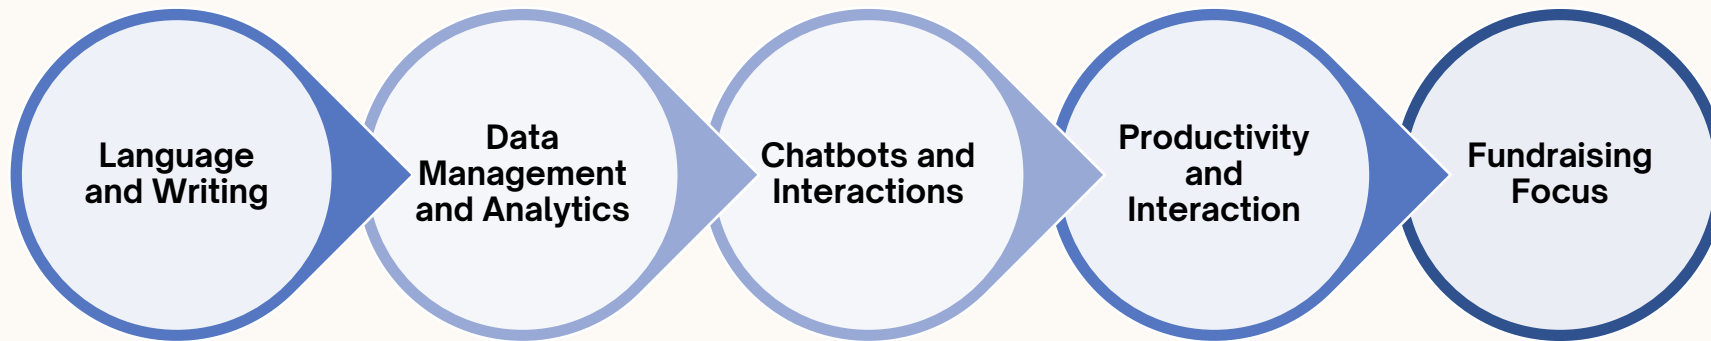 Language
and Writing
Data
Management
and Analytics
Chatbots and
Interactions
Productivity
and
Interaction
Fundraising
Focus